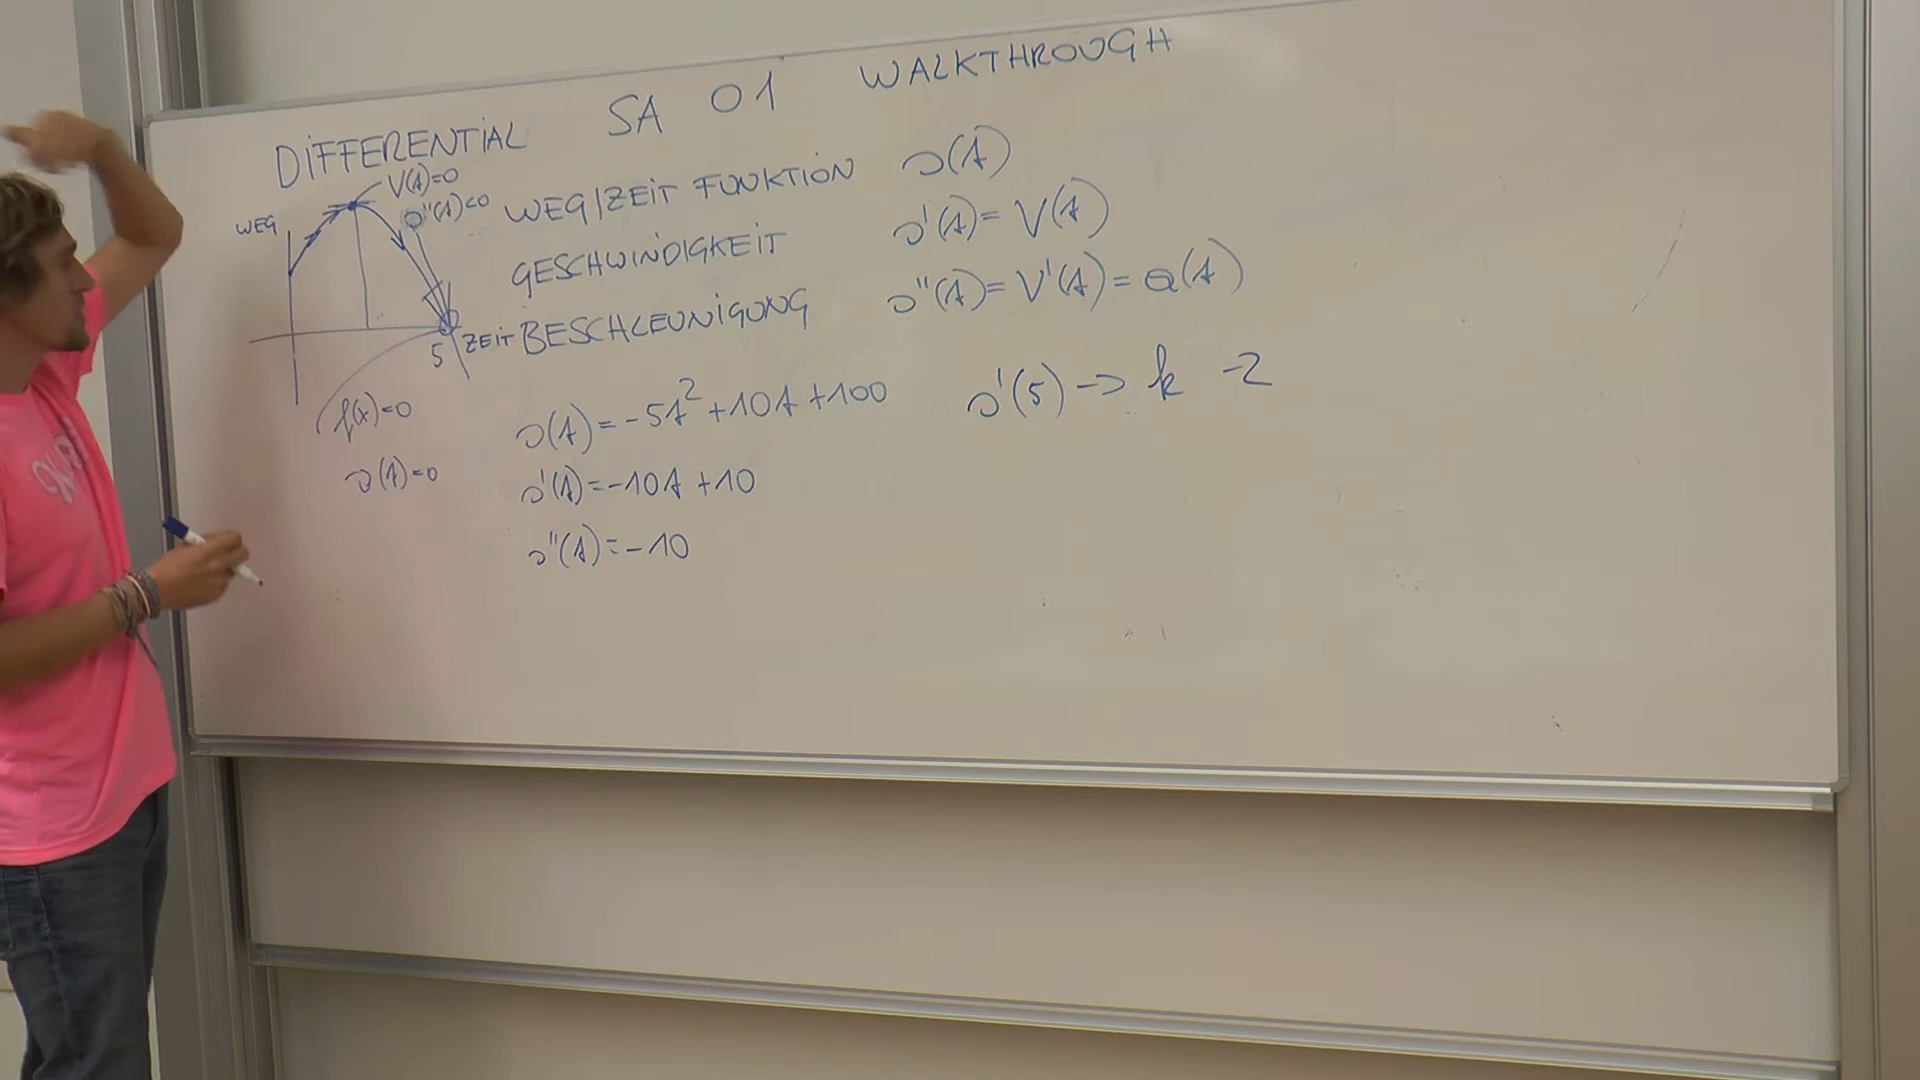 SA 01 WALKTHROUGH
DIFFERENTIAL
V(t)=0
s''(t)<0
WEG
ZEIT
5
WEG/ZEIT FUNKTION s(t)
GESCHWINDIGKEIT s'(t)=V(t)
BESCHLEUNIGUNG s''(t)=V'(t)=a(t)
f(x)=0
s(t)=0
s(t)=-5t²+10t+100
s'(t)=-10t+10
s''(t)=-10
s'(5)->k -2